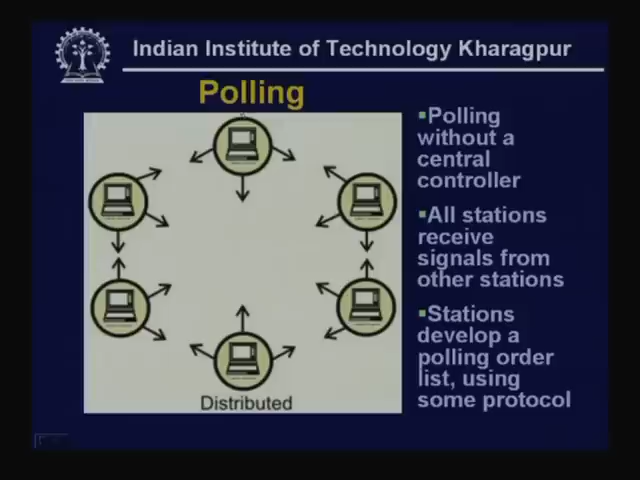 Indian Institute of Technology Kharagpur
Polling
▪Polling
without a
central
controller
▪All stations
receive
signals from
other stations
▪Stations
develop a
polling order
list, using
some protocol
Distributed